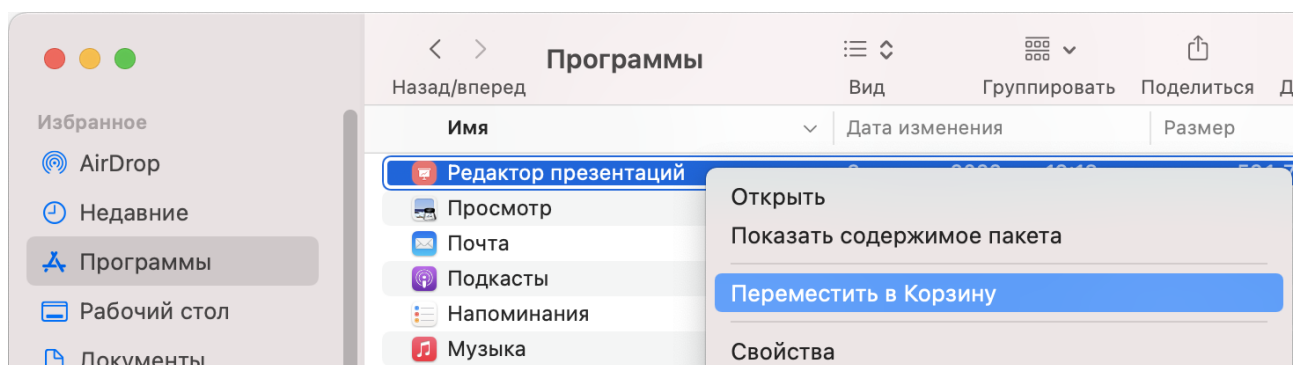 Программы
Назад/вперед
Вид
Группировать
Поделиться
Избранное
AirDrop
Недавние
Программы
Рабочий стол
Документы
Имя
Дата изменения
Размер
Редактор презентаций
Просмотр
Почта
Подкасты
Напоминания
Музыка
Открыть
Показать содержимое пакета
Переместить в Корзину
Свойства